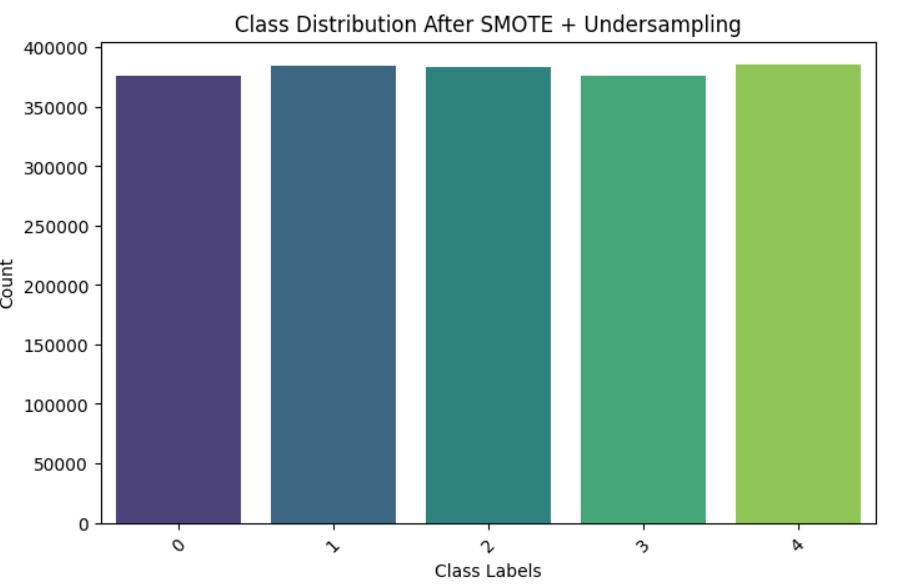 Class Distribution After SMOTE + Undersampling
400000
350000
300000
250000
200000
150000
100000
50000
0
Count
0 1 2 3 4
Class Labels